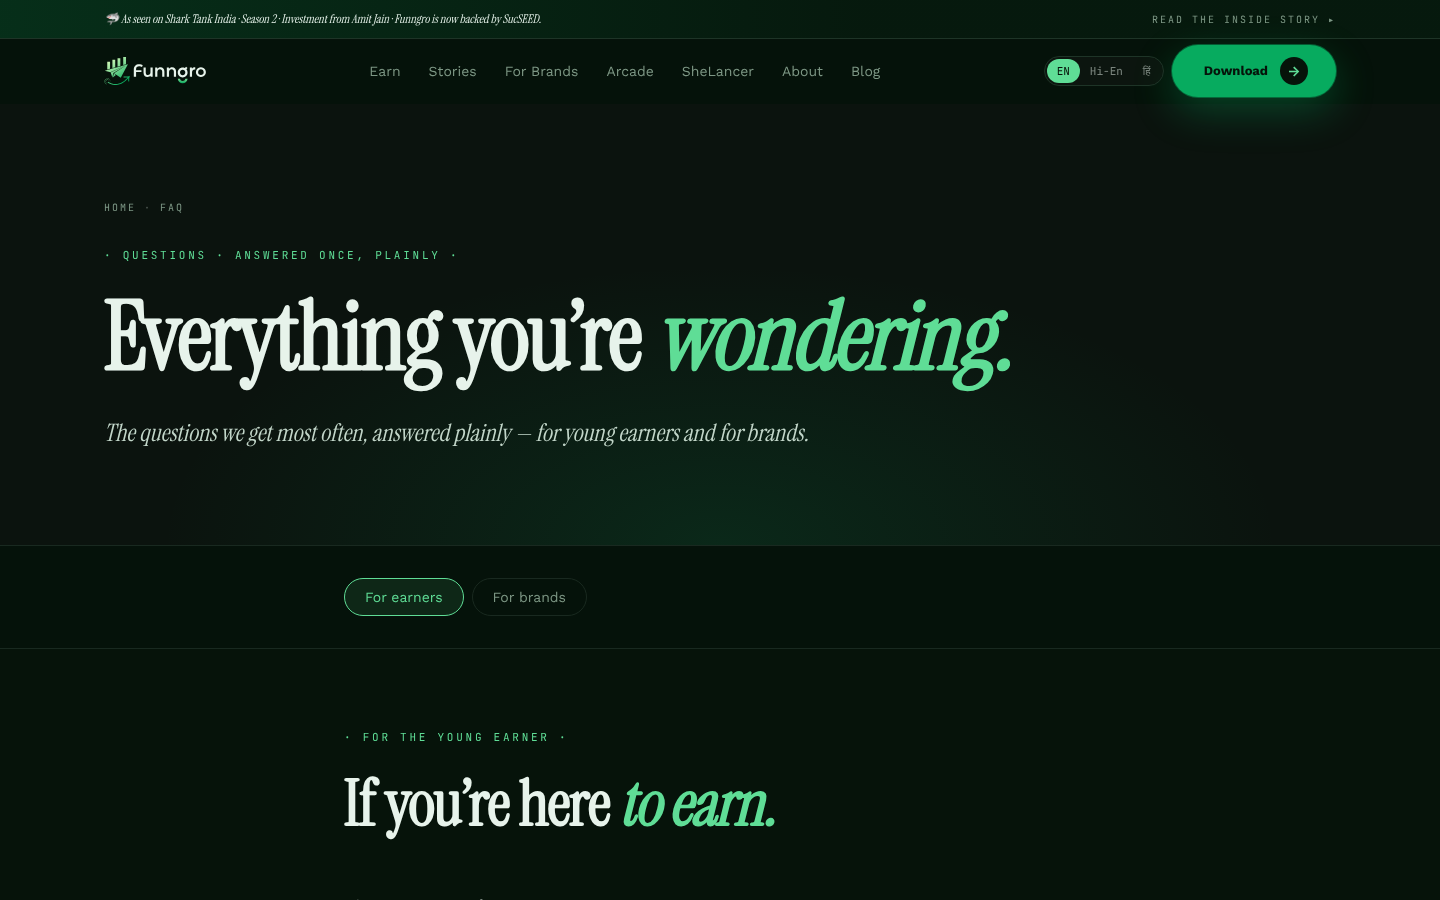 🦈 As seen on Shark Tank India · Season 2 · Investment from Amit Jain · Funngro is now backed by SucSEED.
READ THE INSIDE STORY ▸
Funngro
Earn
Stories
For Brands
Arcade
SheLancer
About
Blog
EN
Hi-En
हिं
Download →
HOME · FAQ
· QUESTIONS · ANSWERED ONCE, PLAINLY ·
Everything you’re wondering.
The questions we get most often, answered plainly — for young earners and for brands.
For earners
For brands
· FOR THE YOUNG EARNER ·
If you’re here to earn.